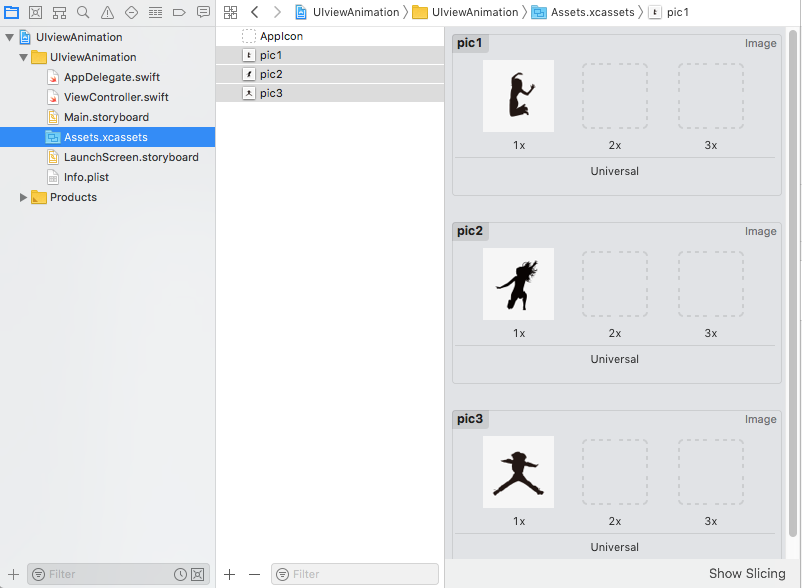 UIviewAnimation
UIviewAnimation
Assets.xcassets
pic1
UIviewAnimation
UIviewAnimation
AppDelegate.swift
ViewController.swift
Main.storyboard
Assets.xcassets
LaunchScreen.storyboard
Info.plist
Products
Filter
AppIcon
pic1
pic2
pic3
Filter
pic1
Image
1x
2x
3x
Universal
pic2
Image
1x
2x
3x
Universal
pic3
Image
1x
2x
3x
Universal
Show Slicing